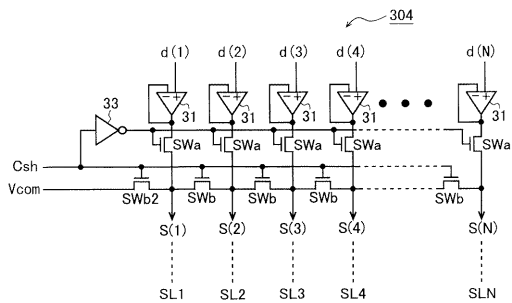 304
d(1) d(2) d(3) d(4) d(N)
33 31 31 31 31 31
SWa SWa SWa SWa SWa
Csh
Vcom
SWb2 SWb SWb SWb SWb
S(1) S(2) S(3) S(4) S(N)
SL1 SL2 SL3 SL4 SLN